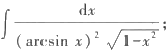 ∫ dx / ( (arcsin x)² √(1-x²) );